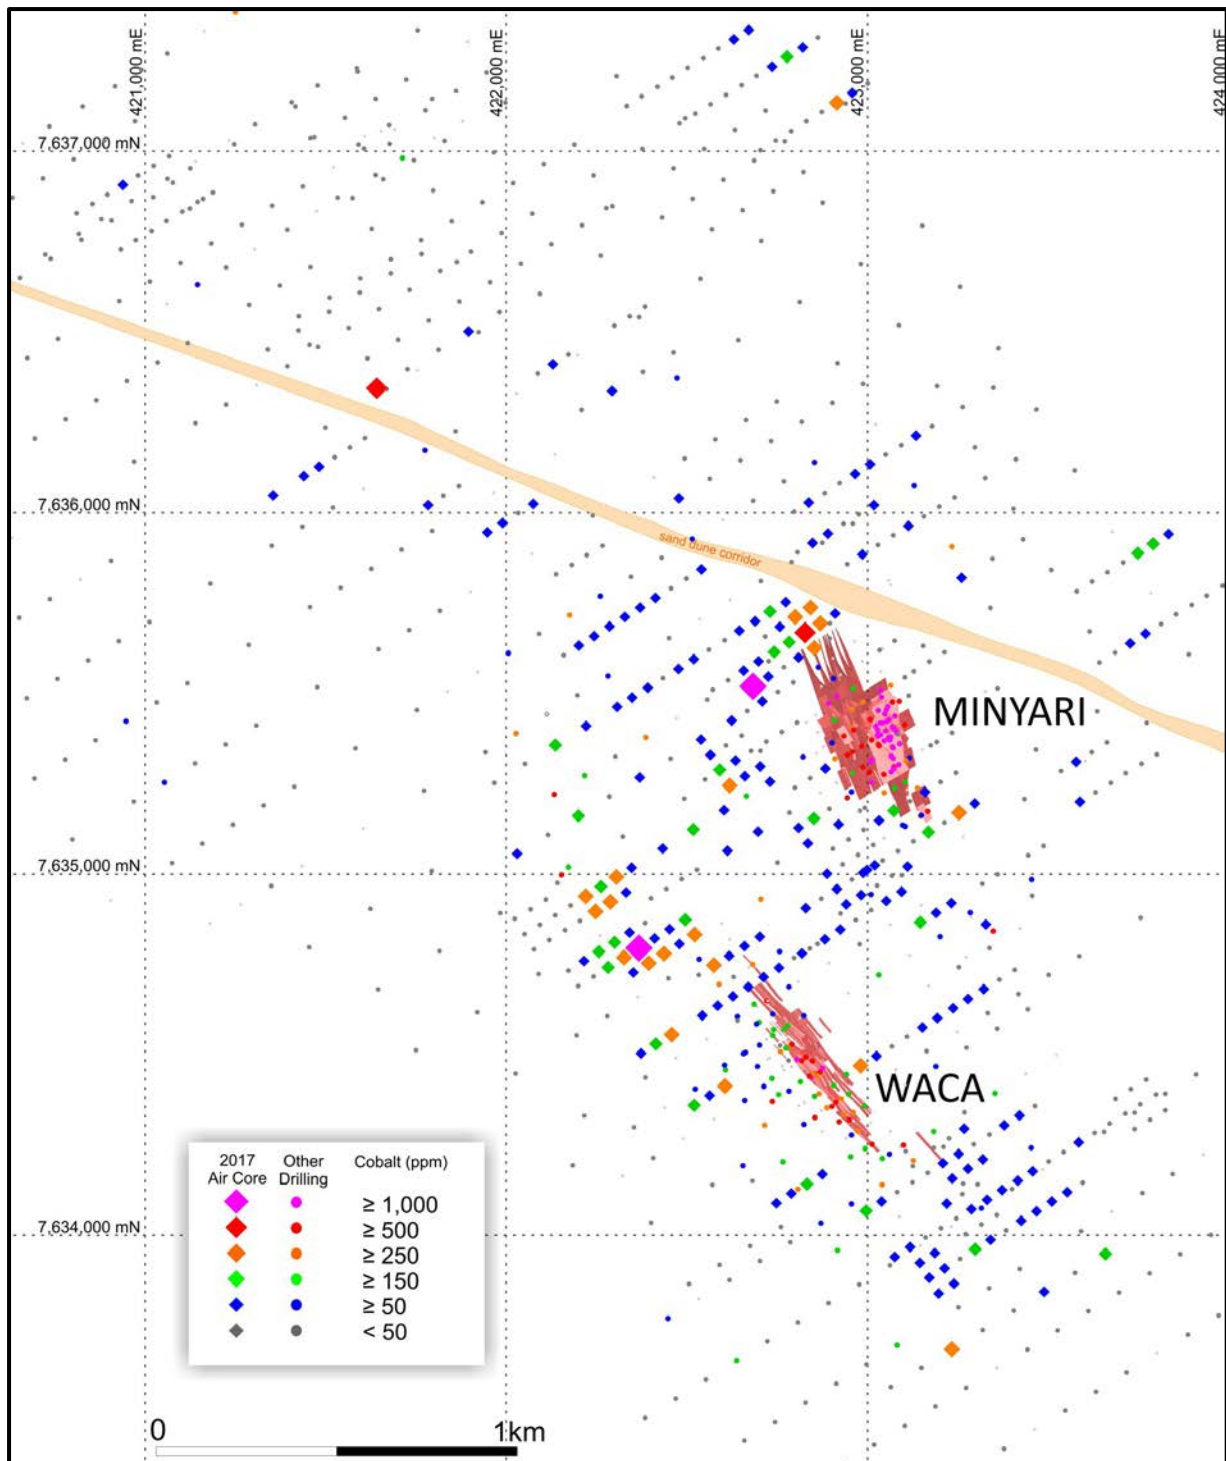 421,000 mE
422,000 mE
423,000 mE
424,000 mE
7,637,000 mN
7,636,000 mN
sand dune corridor
MINYARI
7,635,000 mN
WACA
2017 Air Core
Other Drilling
Cobalt (ppm)
≥ 1,000
≥ 500
≥ 250
≥ 150
≥ 50
< 50
7,634,000 mN
0
1km